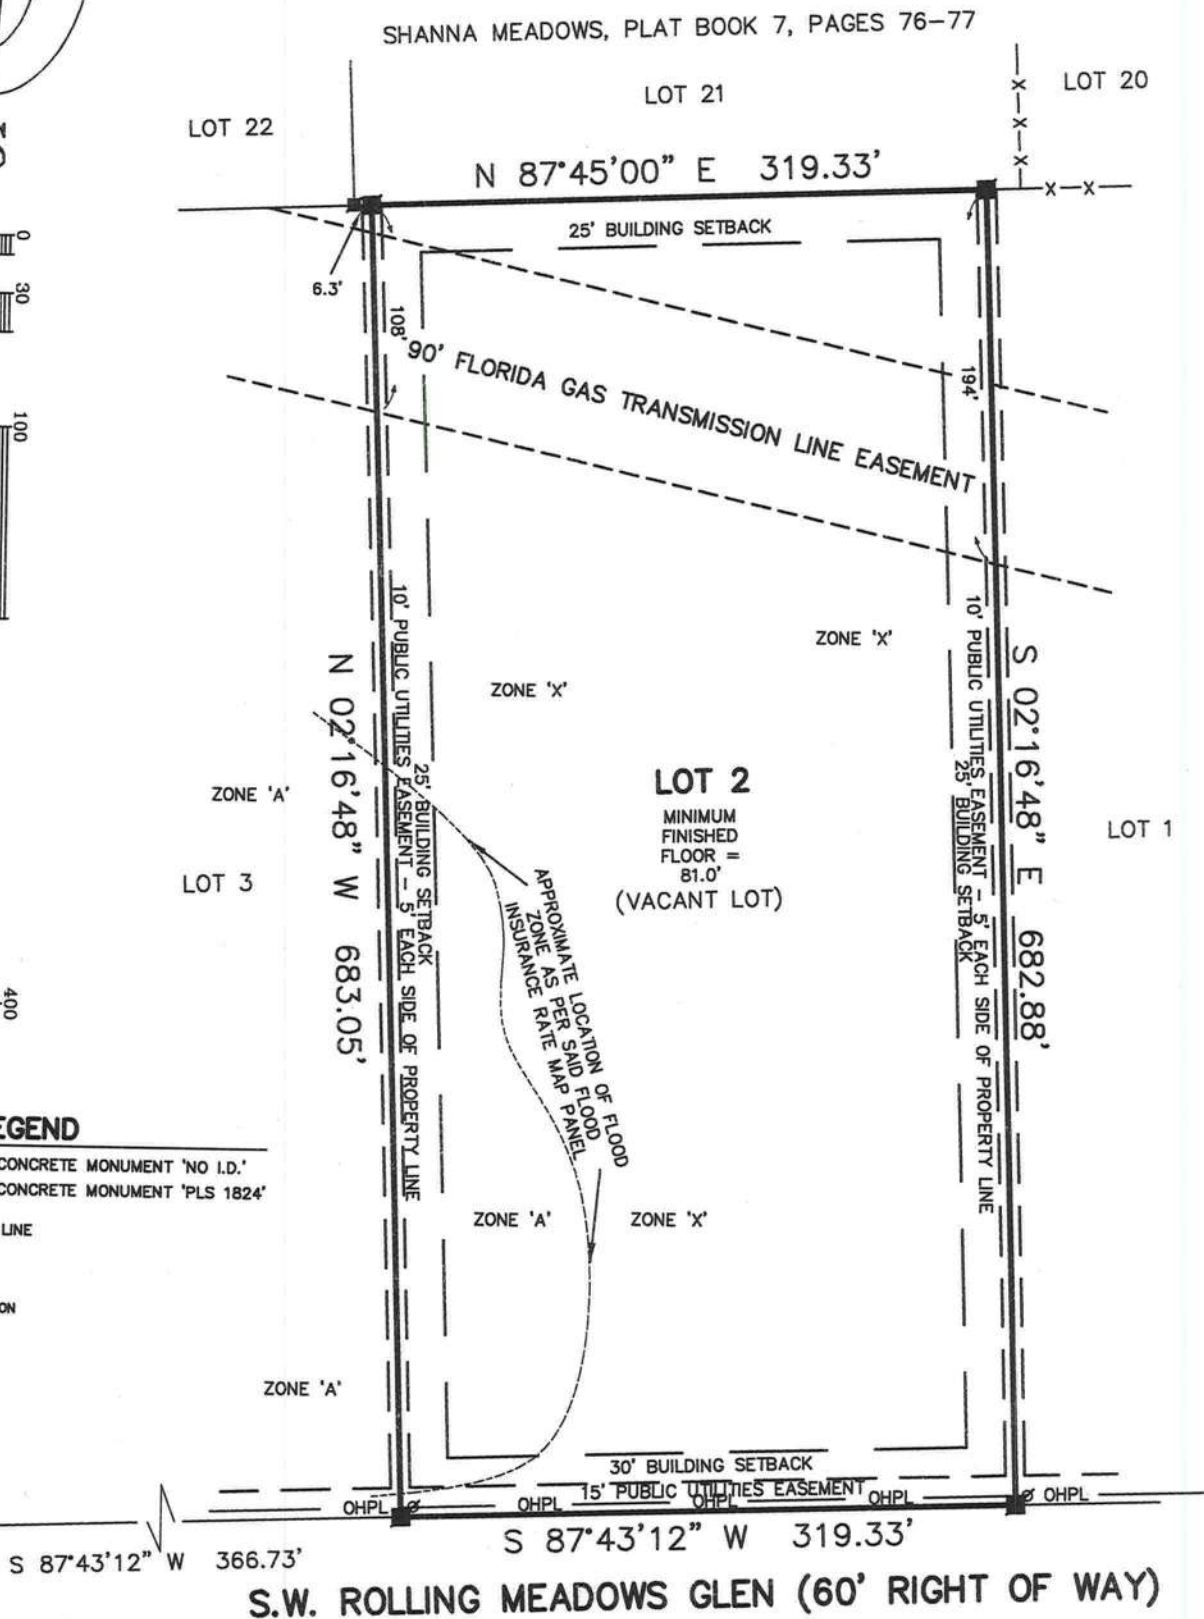 SHANNA MEADOWS, PLAT BOOK 7, PAGES 76-77
LOT 20
LOT 21
LOT 22
N 87°45'00" E 319.33'
X
X
X
X—X
25' BUILDING SETBACK
0
30
100
400
6.3'
108'
90' FLORIDA GAS TRANSMISSION LINE EASEMENT
194'
10' PUBLIC UTILITIES EASEMENT - 5' EACH SIDE OF PROPERTY LINE
25' BUILDING SETBACK
N 02°16'48" W 683.05'
10' PUBLIC UTILITIES EASEMENT - 5' EACH SIDE OF PROPERTY LINE
25' BUILDING SETBACK
S 02°16'48" E 682.88'
ZONE 'X'
ZONE 'X'
ZONE 'A'
LOT 2
MINIMUM
FINISHED
FLOOR =
81.0'
(VACANT LOT)
LOT 1
LOT 3
APPROXIMATE LOCATION OF FLOOD
ZONE AS PER SAID FLOOD
INSURANCE RATE MAP PANEL
EGEND
CONCRETE MONUMENT 'NO I.D.'
CONCRETE MONUMENT 'PLS 1824'
LINE
ON
ZONE 'A'
ZONE 'X'
ZONE 'A'
30' BUILDING SETBACK
15' PUBLIC UTILITIES EASEMENT
OHPL OHPL OHPL OHPL OHPL
S 87°43'12" W 319.33'
S 87°43'12" W 366.73'
S.W. ROLLING MEADOWS GLEN (60' RIGHT OF WAY)